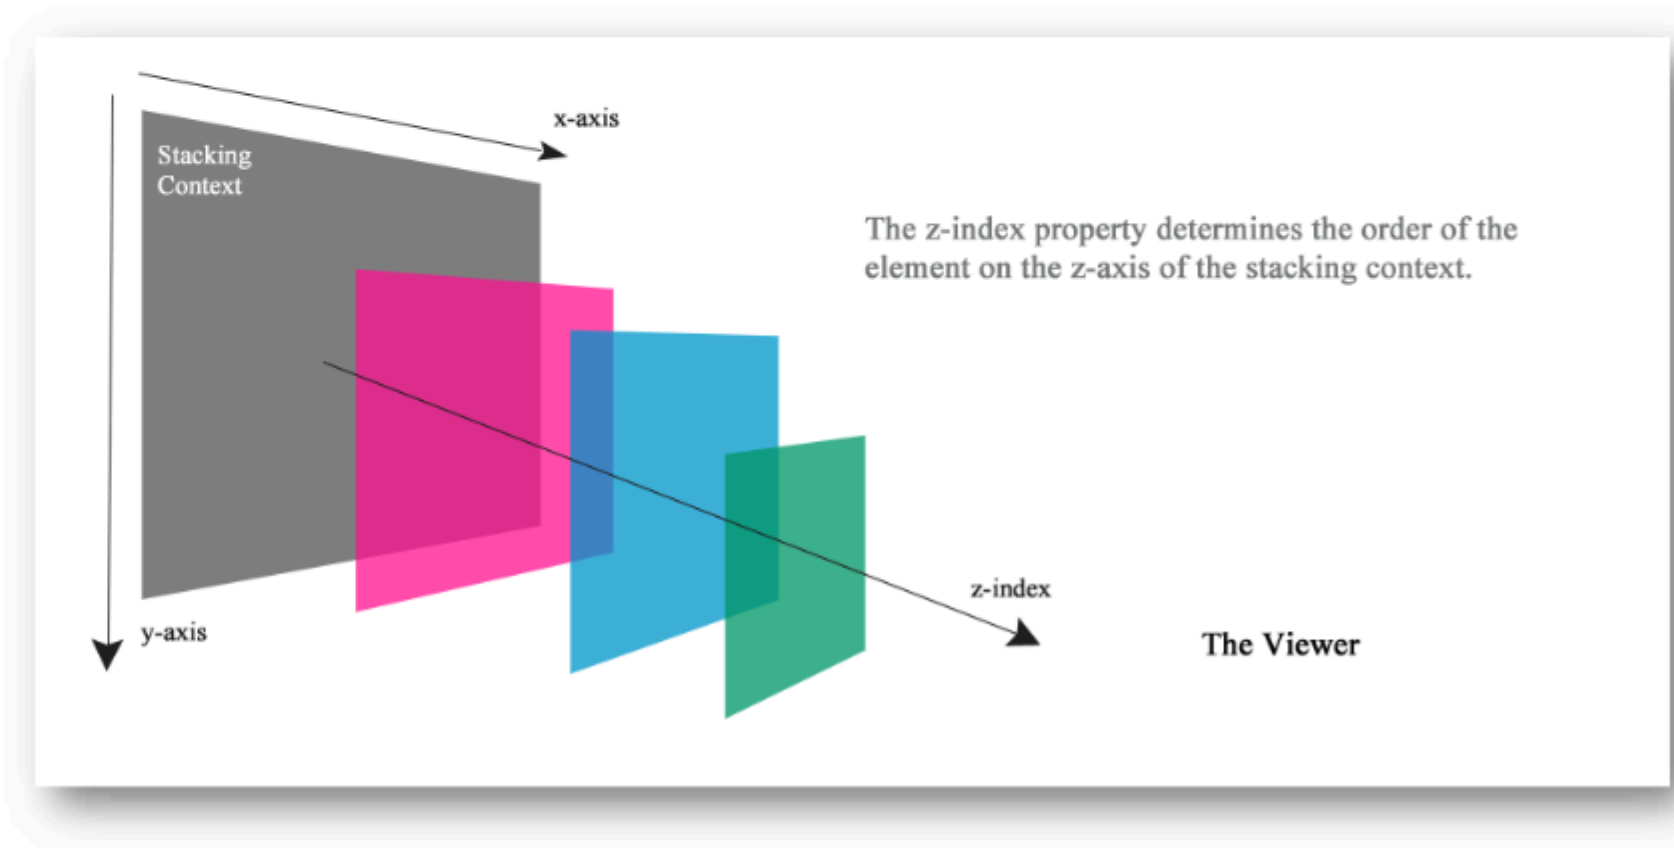 x-axis
Stacking
Context
The z-index property determines the order of the
element on the z-axis of the stacking context.
z-index
y-axis
The Viewer